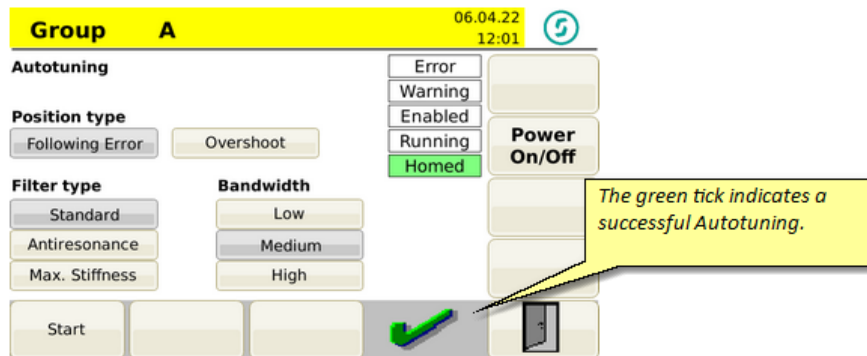 Group A
06.04.22
12:01
Autotuning
Error
Warning
Position type
Enabled
Following Error
Overshoot
Running
Power
On/Off
Homed
Filter type
Bandwidth
Standard
Low
Antiresonance
Medium
Max. Stiffness
High
The green tick indicates a
successful Autotuning.
Start